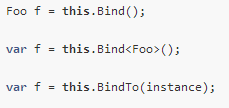 Foo f = this.Bind();
var f = this.Bind<Foo>();
var f = this.BindTo(instance);